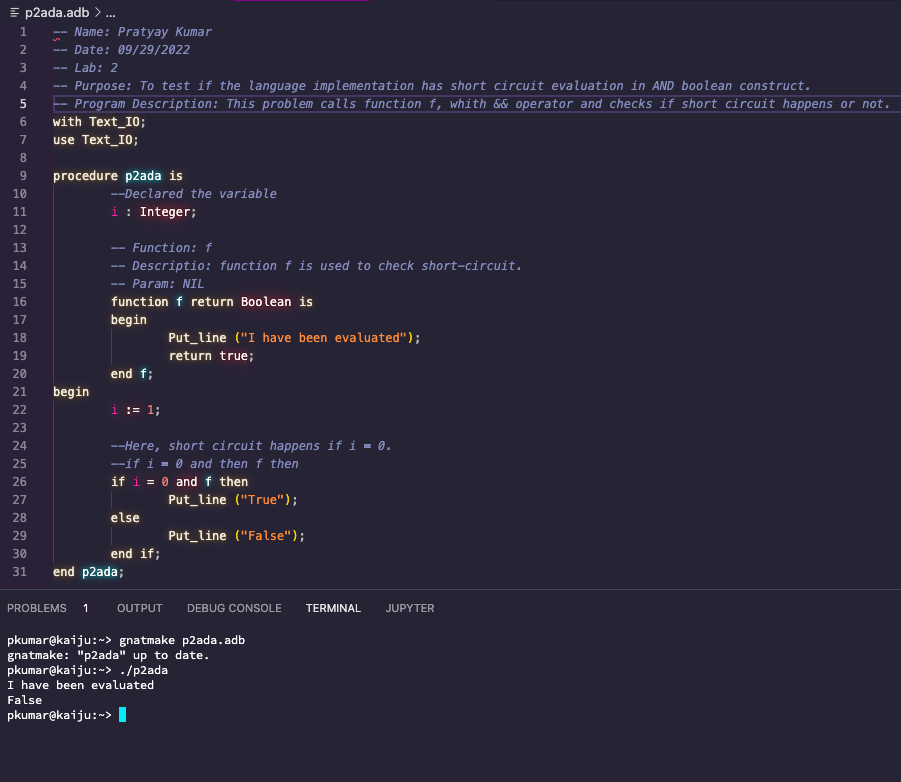 p2ada.adb > ...
1 -- Name: Pratyay Kumar
2 -- Date: 09/29/2022
3 -- Lab: 2
4 -- Purpose: To test if the language implementation has short circuit evaluation in AND boolean construct.
5 -- Program Description: This problem calls function f, whith && operator and checks if short circuit happens or not.
6 with Text_IO;
7 use Text_IO;
8
9 procedure p2ada is
10 --Declared the variable
11 i : Integer;
12
13 -- Function: f
14 -- Descriptio: function f is used to check short-circuit.
15 -- Param: NIL
16 function f return Boolean is
17 begin
18 Put_line ("I have been evaluated");
19 return true;
20 end f;
21 begin
22 i := 1;
23
24 --Here, short circuit happens if i = 0.
25 --if i = 0 and then f then
26 if i = 0 and f then
27 Put_line ("True");
28 else
29 Put_line ("False");
30 end if;
31 end p2ada;
PROBLEMS 1 OUTPUT DEBUG CONSOLE TERMINAL JUPYTER
pkumar@kaiju:~> gnatmake p2ada.adb
gnatmake: "p2ada" up to date.
pkumar@kaiju:~> ./p2ada
I have been evaluated
False
pkumar@kaiju:~>